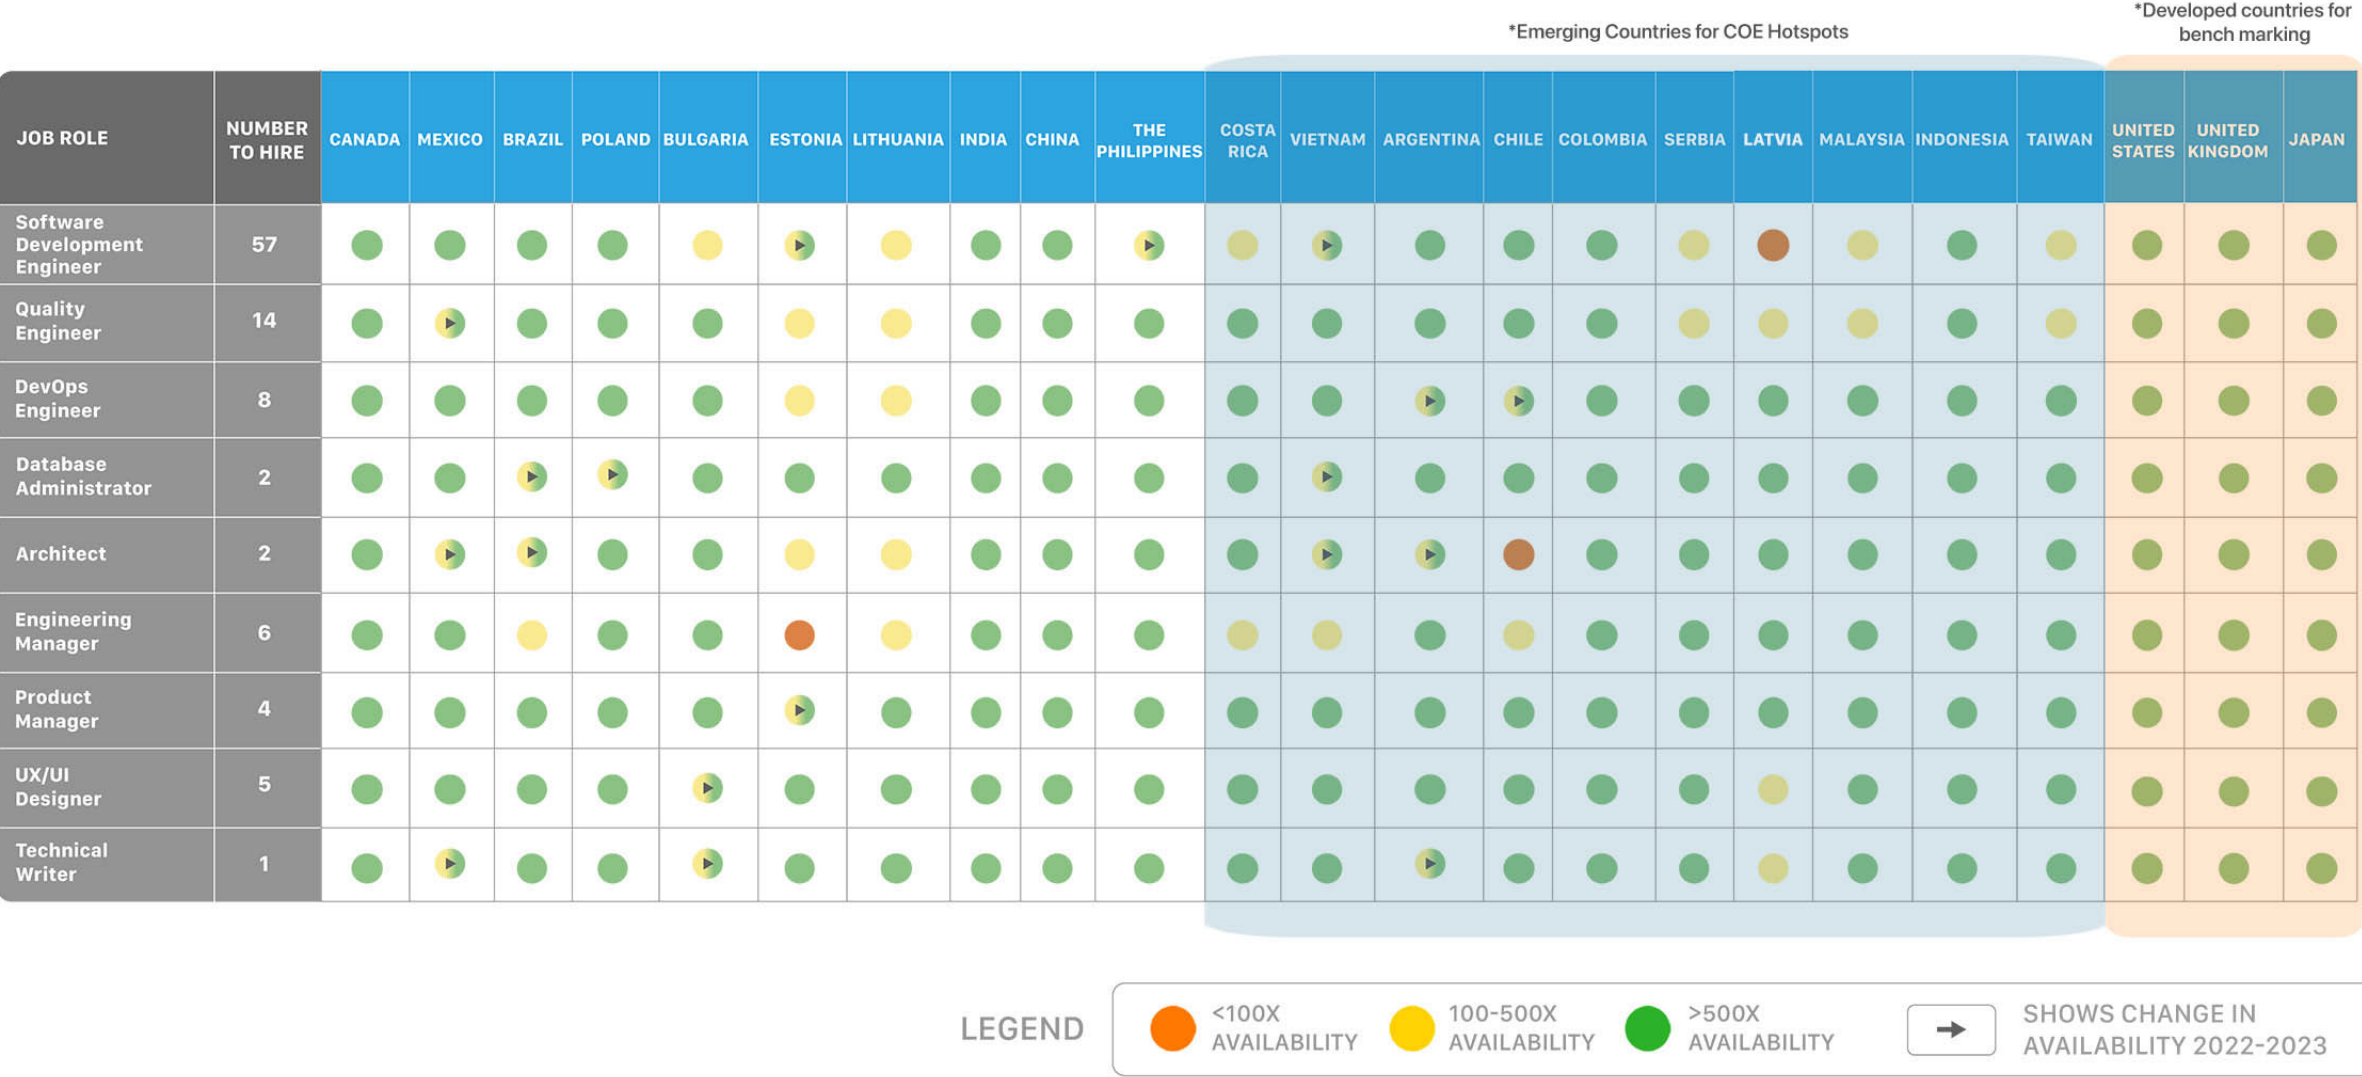 *Developed countries for
bench marking
*Emerging Countries for COE Hotspots
JOB ROLE
NUMBER
TO HIRE
CANADA
MEXICO
BRAZIL
POLAND
BULGARIA
ESTONIA
LITHUANIA
INDIA
CHINA
THE
PHILIPPINES
COSTA
RICA
VIETNAM
ARGENTINA
CHILE
COLOMBIA
SERBIA
LATVIA
MALAYSIA
INDONESIA
TAIWAN
UNITED
STATES
UNITED
KINGDOM
JAPAN
Software
Development
Engineer
57
Quality
Engineer
14
DevOps
Engineer
8
Database
Administrator
2
Architect
2
Engineering
Manager
6
Product
Manager
4
UX/UI
Designer
5
Technical
Writer
1
LEGEND
<100X
AVAILABILITY
100-500X
AVAILABILITY
>500X
AVAILABILITY
SHOWS CHANGE IN
AVAILABILITY 2022-2023